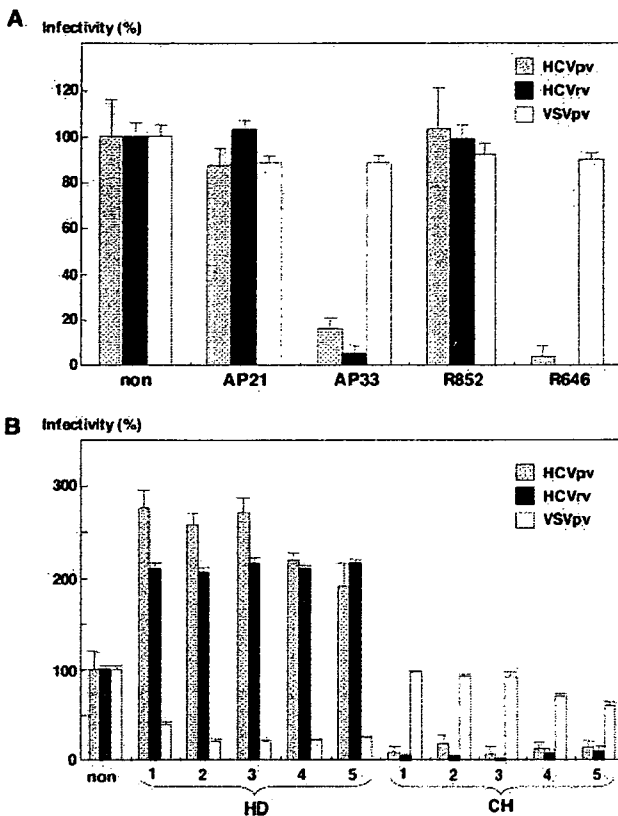 A Infectivity (%)
120
100
80
60
40
20
0
HCVpv
HCVrv
VSVpv
non AP21 AP33 R852 R646
B Infectivity (%)
300
200
100
0
HCVpv
HCVrv
VSVpv
non 1 2 3 4 5 1 2 3 4 5
HD CH